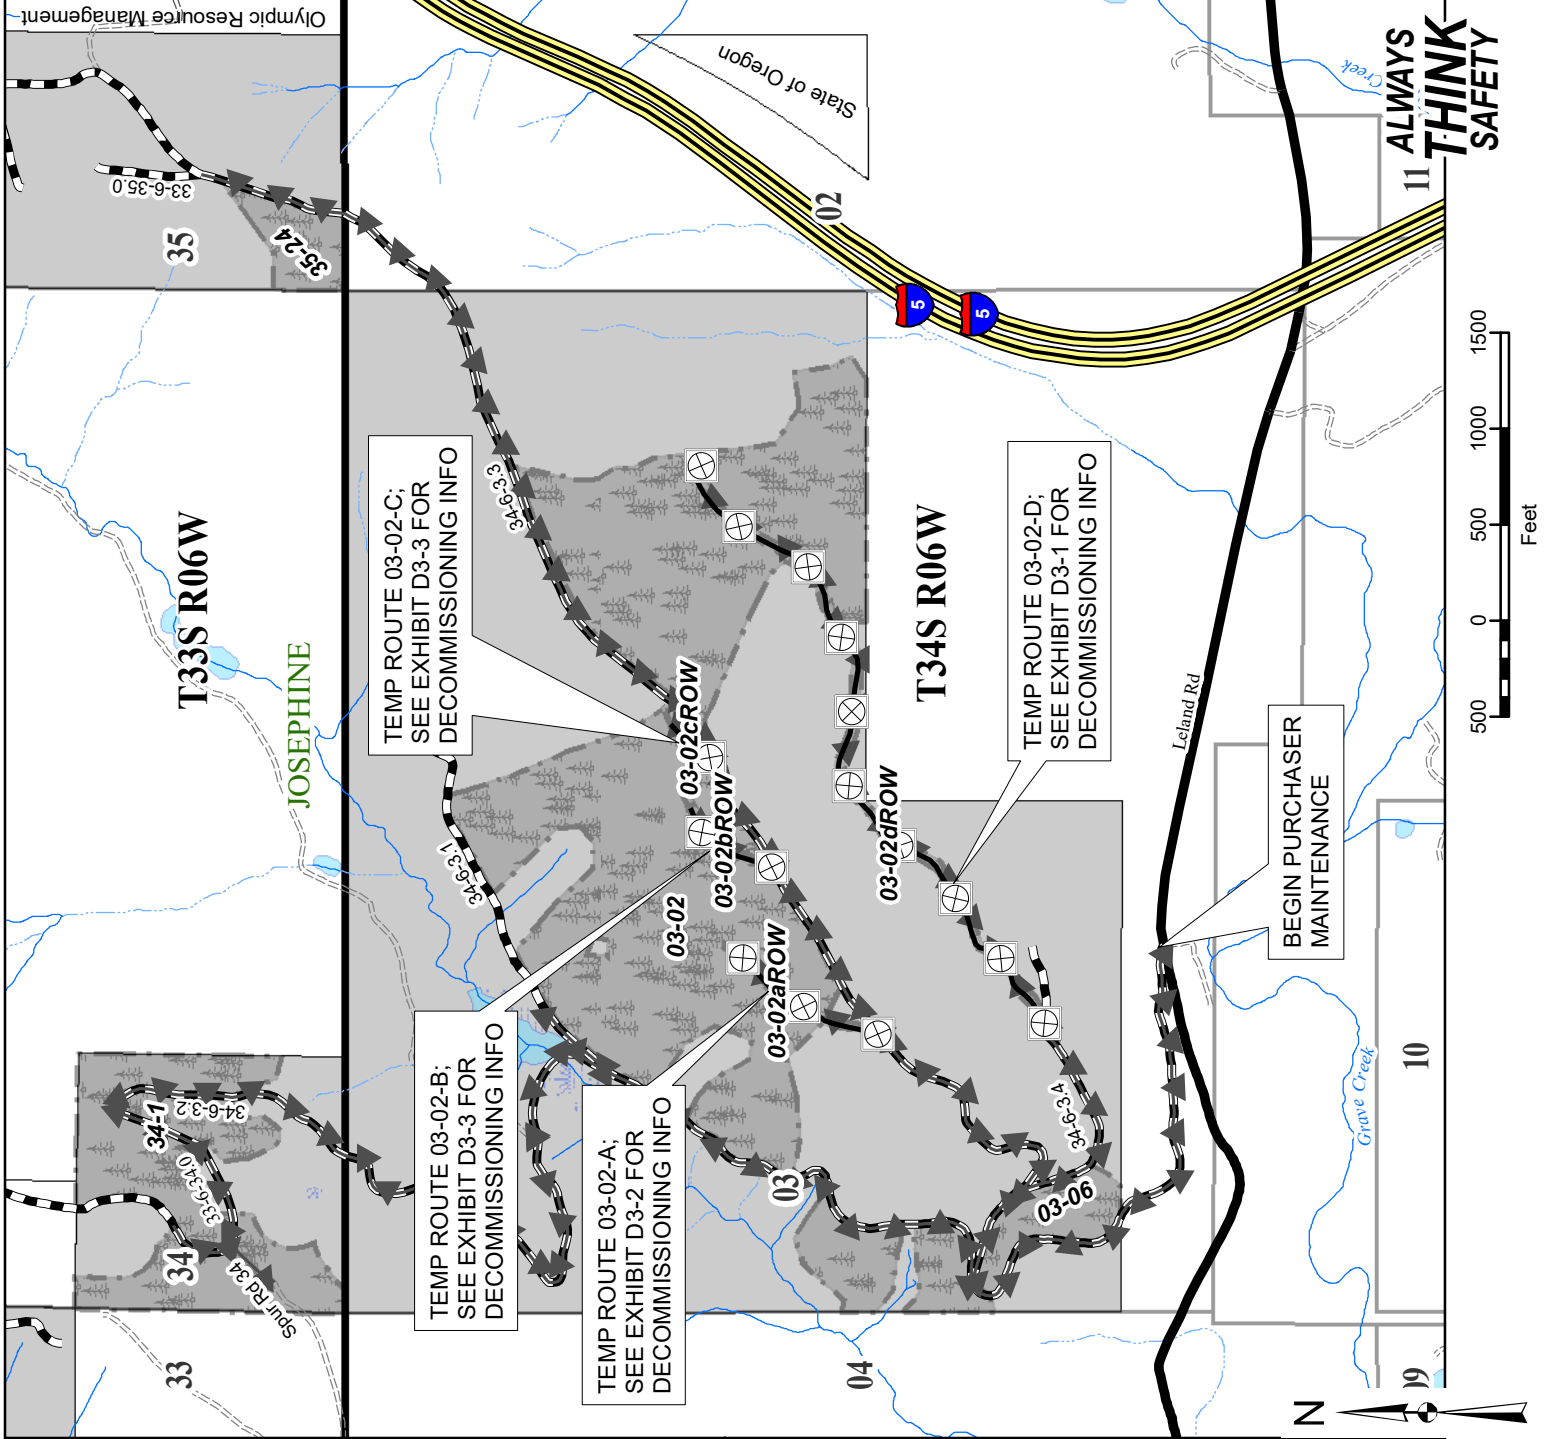 Olympic Resource Management
State of Oregon
33-6-35.0
35
35-24
02
11
ALWAYS
THINK
SAFETY
Creek
5
5
T33S R06W
JOSEPHINE
TEMP ROUTE 03-02-C;
SEE EXHIBIT D3-3 FOR
DECOMMISSIONING INFO
34-6-3.3
34-6-3.1
03-02cROW
03-02bROW
03-02
03-02aROW
03-02dROW
T34S R06W
TEMP ROUTE 03-02-D;
SEE EXHIBIT D3-1 FOR
DECOMMISSIONING INFO
Leland Rd
BEGIN PURCHASER
MAINTENANCE
1500
1000
500
0
500
Feet
34-1
34-6-3.2
33-6-34.0
34
Spur Rd 34
33
TEMP ROUTE 03-02-B;
SEE EXHIBIT D3-3 FOR
DECOMMISSIONING INFO
TEMP ROUTE 03-02-A;
SEE EXHIBIT D3-2 FOR
DECOMMISSIONING INFO
03
34-6-3.4
03-06
04
Grave Creek
10
09
N